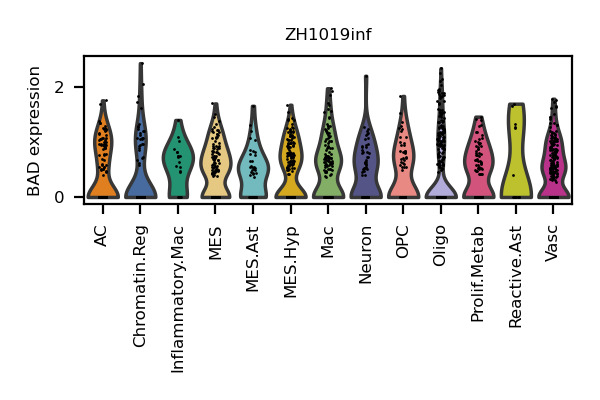 ZH1019inf
BAD expression
2
0
AC
Chromatin.Reg
Inflammatory.Mac
MES
MES.Ast
MES.Hyp
Mac
Neuron
OPC
Oligo
Prolif.Metab
Reactive.Ast
Vasc